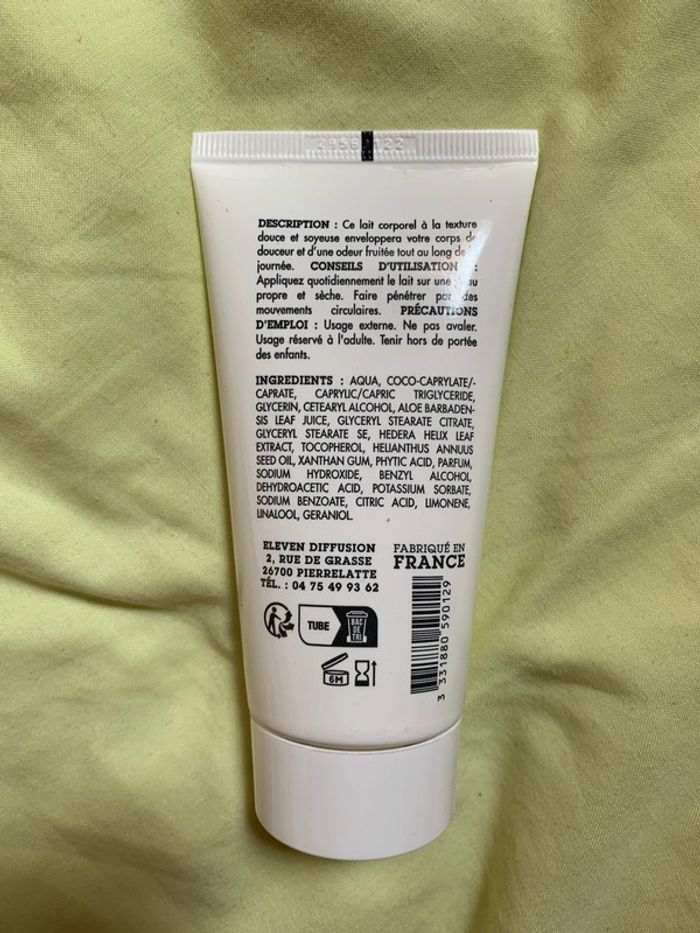 2956 122
DESCRIPTION : Ce lait corporel à la texture
douce et soyeuse enveloppera votre corps de
douceur et d'une odeur fruitée tout au long de
journée. CONSEILS D'UTILISATION :
Appliquez quotidiennement le lait sur une peau
propre et sèche. Faire pénétrer par des
mouvements circulaires. PRÉCAUTIONS
D'EMPLOI : Usage externe. Ne pas avaler.
Usage réservé à l'adulte. Tenir hors de portée
des enfants.
INGREDIENTS : AQUA, COCO-CAPRYLATE/-
CAPRATE, CAPRYLIC/CAPRIC TRIGLYCERIDE,
GLYCERIN, CETEARYL ALCOHOL, ALOE BARBADEN-
SIS LEAF JUICE, GLYCERYL STEARATE CITRATE,
GLYCERYL STEARATE SE, HEDERA HELIX LEAF
EXTRACT, TOCOPHEROL, HELIANTHUS ANNUUS
SEED OIL, XANTHAN GUM, PHYTIC ACID, PARFUM,
SODIUM HYDROXIDE, BENZYL ALCOHOL,
DEHYDROACETIC ACID, POTASSIUM SORBATE,
SODIUM BENZOATE, CITRIC ACID, LIMONENE,
LINALOOL, GERANIOL.
ELEVEN DIFFUSION
2, RUE DE GRASSE
26700 PIERRELATTE
TÉL. : 04 75 49 93 62
FABRIQUÉ EN
FRANCE
TUBE
BAC
DE
TRI
6M
3 331880 590129